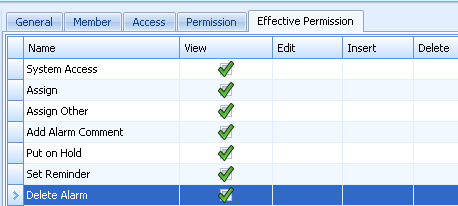 General Member Access Permission Effective Permission
Name View Edit Insert Delete
System Access
Assign
Assign Other
Add Alarm Comment
Put on Hold
Set Reminder
Delete Alarm